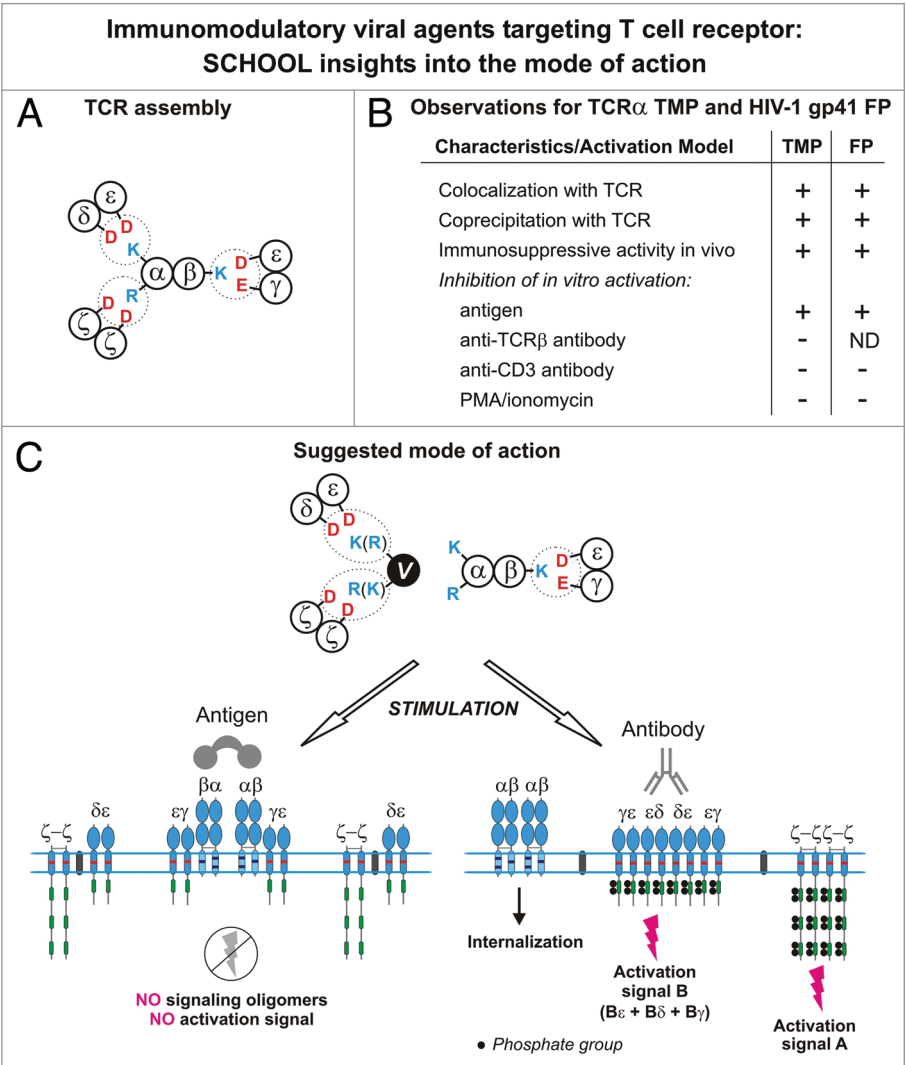 Immunomodulatory viral agents targeting T cell receptor:
SCHOOL insights into the mode of action
A
TCR assembly
ε
δ
D
D
K
α
β
K
D
E
ε
γ
R
D
D
ζ
ζ
B
Observations for TCRα TMP and HIV-1 gp41 FP
Characteristics/Activation Model TMP FP
Colocalization with TCR + +
Coprecipitation with TCR + +
Immunosuppressive activity in vivo + +
Inhibition of in vitro activation:
antigen + +
anti-TCRβ antibody - ND
anti-CD3 antibody - -
PMA/ionomycin - -
C
Suggested mode of action
ε
δ
D
D
K(R)
V
R(K)
D
D
ζ
ζ
K
R
α
β
K
D
E
ε
γ
STIMULATION
Antigen
βα αβ
ζ–ζ δε εγ γε ζ–ζ δε
NO signaling oligomers
NO activation signal
Antibody
αβ αβ
γε εδ δε εγ
ζ–ζ ζ–ζ
Internalization
Activation
signal B
(Bε + Bδ + Bγ)
Activation
signal A
• Phosphate group